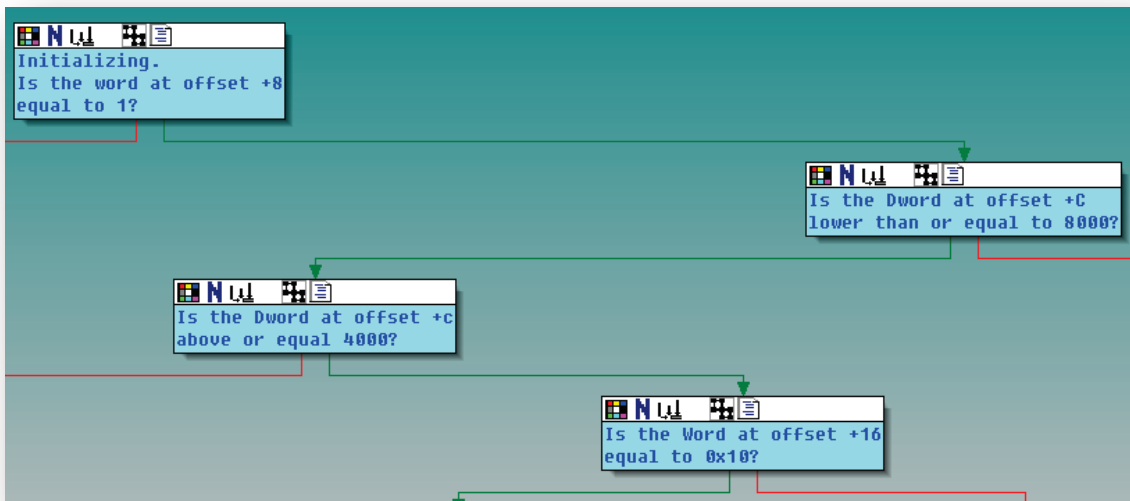 Initializing.
Is the word at offset +8
equal to 1?
Is the Dword at offset +C
lower than or equal to 8000?
Is the Dword at offset +c
above or equal 4000?
Is the Word at offset +16
equal to 0x10?